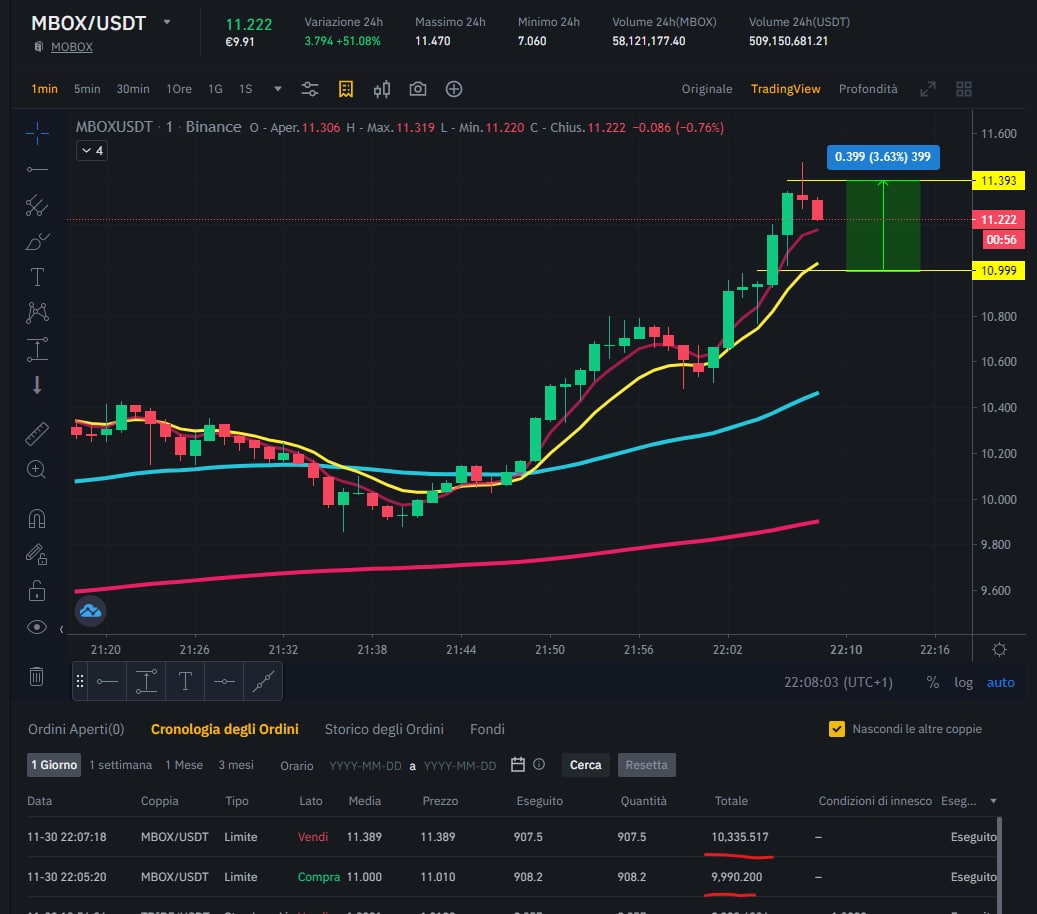 MBOX/USDT
MOBOX
11.222
€9.91
Variazione 24h
3.794 +51.08%
Massimo 24h
11.470
Minimo 24h
7.060
Volume 24h(MBOX)
58,121,177.40
Volume 24h(USDT)
509,150,681.21
1min 5min 30min 1Ore 1G 1S
Originale TradingView Profondità
MBOXUSDT · 1 · Binance O - Aper.11.306 H - Max.11.319 L - Min.11.220 C - Chius.11.222 −0.086 (−0.76%)
4
0.399 (3.63%) 399
11.600
11.393
11.222
00:56
10.999
10.800
10.600
10.400
10.200
10.000
9.800
9.600
21:20 21:26 21:32 21:38 21:44 21:50 21:56 22:02 22:10 22:16
22:08:03 (UTC+1) % log auto
Ordini Aperti(0) Cronologia degli Ordini Storico degli Ordini Fondi Nascondi le altre coppie
1 Giorno 1 settimana 1 Mese 3 mesi Orario YYYY-MM-DD a YYYY-MM-DD Cerca Resetta
Data Coppia Tipo Lato Media Prezzo Eseguito Quantità Totale Condizioni di innesco Eseg...
11-30 22:07:18 MBOX/USDT Limite Vendi 11.389 11.389 907.5 907.5 10,335.517 – Eseguito
11-30 22:05:20 MBOX/USDT Limite Compra 11.000 11.010 908.2 908.2 9,990.200 – Eseguito